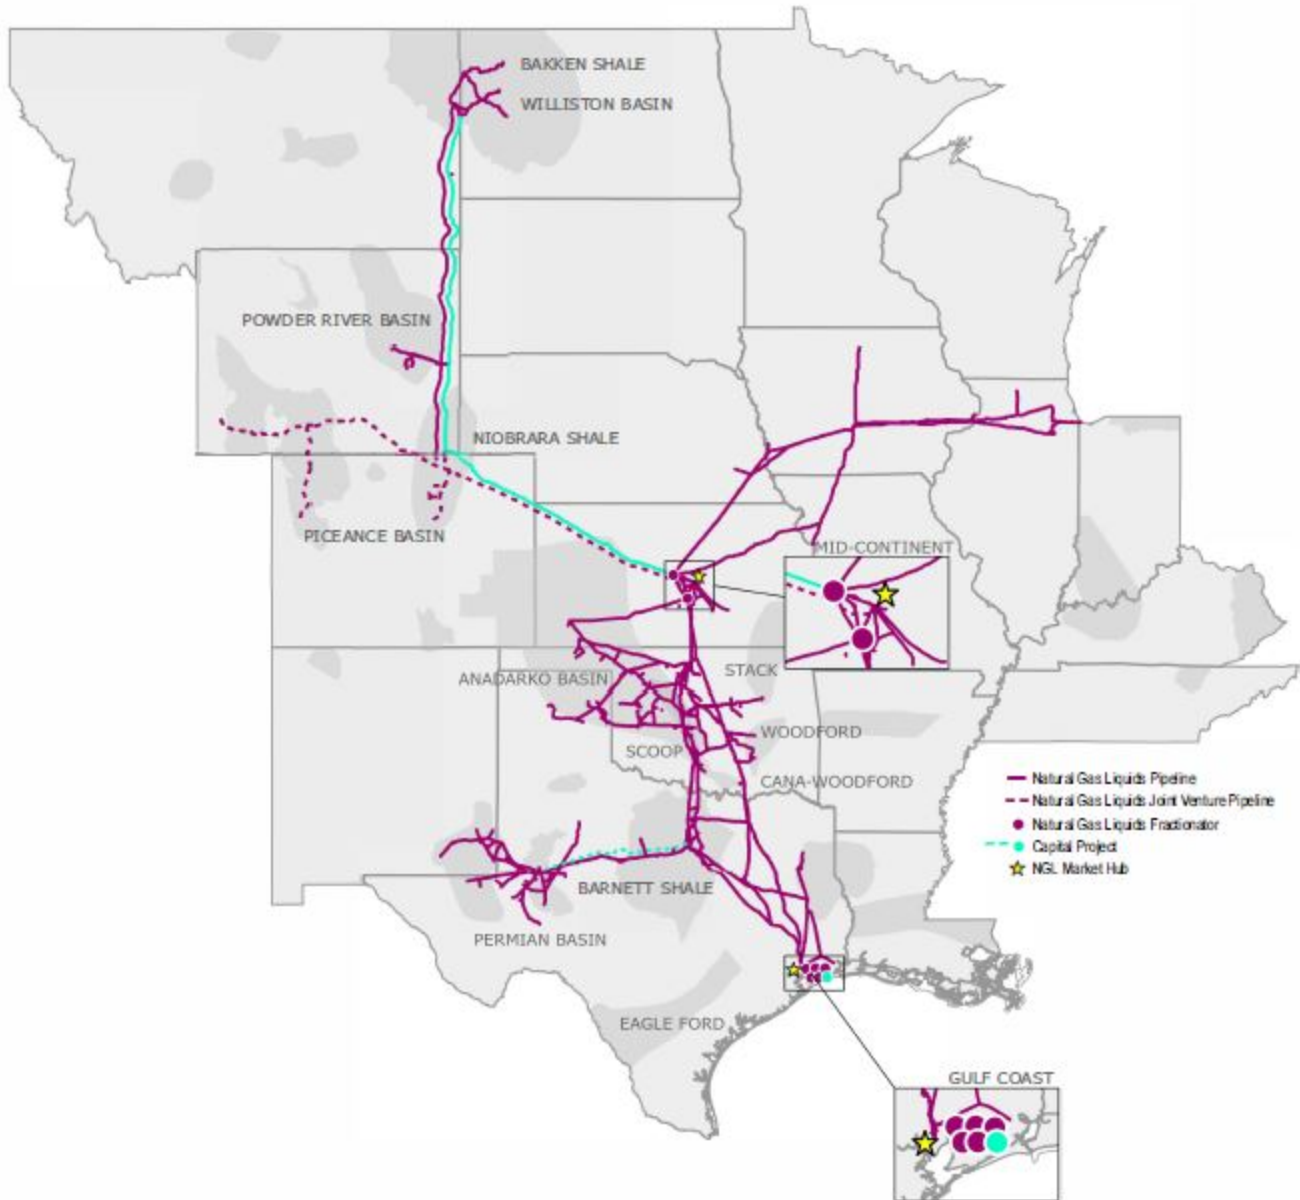 BAKKEN SHALE
WILLISTON BASIN
POWDER RIVER BASIN
NIOBRARA SHALE
PICEANCE BASIN
MID-CONTINENT
ANADARKO BASIN
STACK
WOODFORD
SCOOP
CANA-WOODFORD
Natural Gas Liquids Pipeline
Natural Gas Liquids Joint Venture Pipeline
Natural Gas Liquids Fractionator
Capital Project
NGL Market Hub
BARNETT SHALE
PERMIAN BASIN
EAGLE FORD
GULF COAST